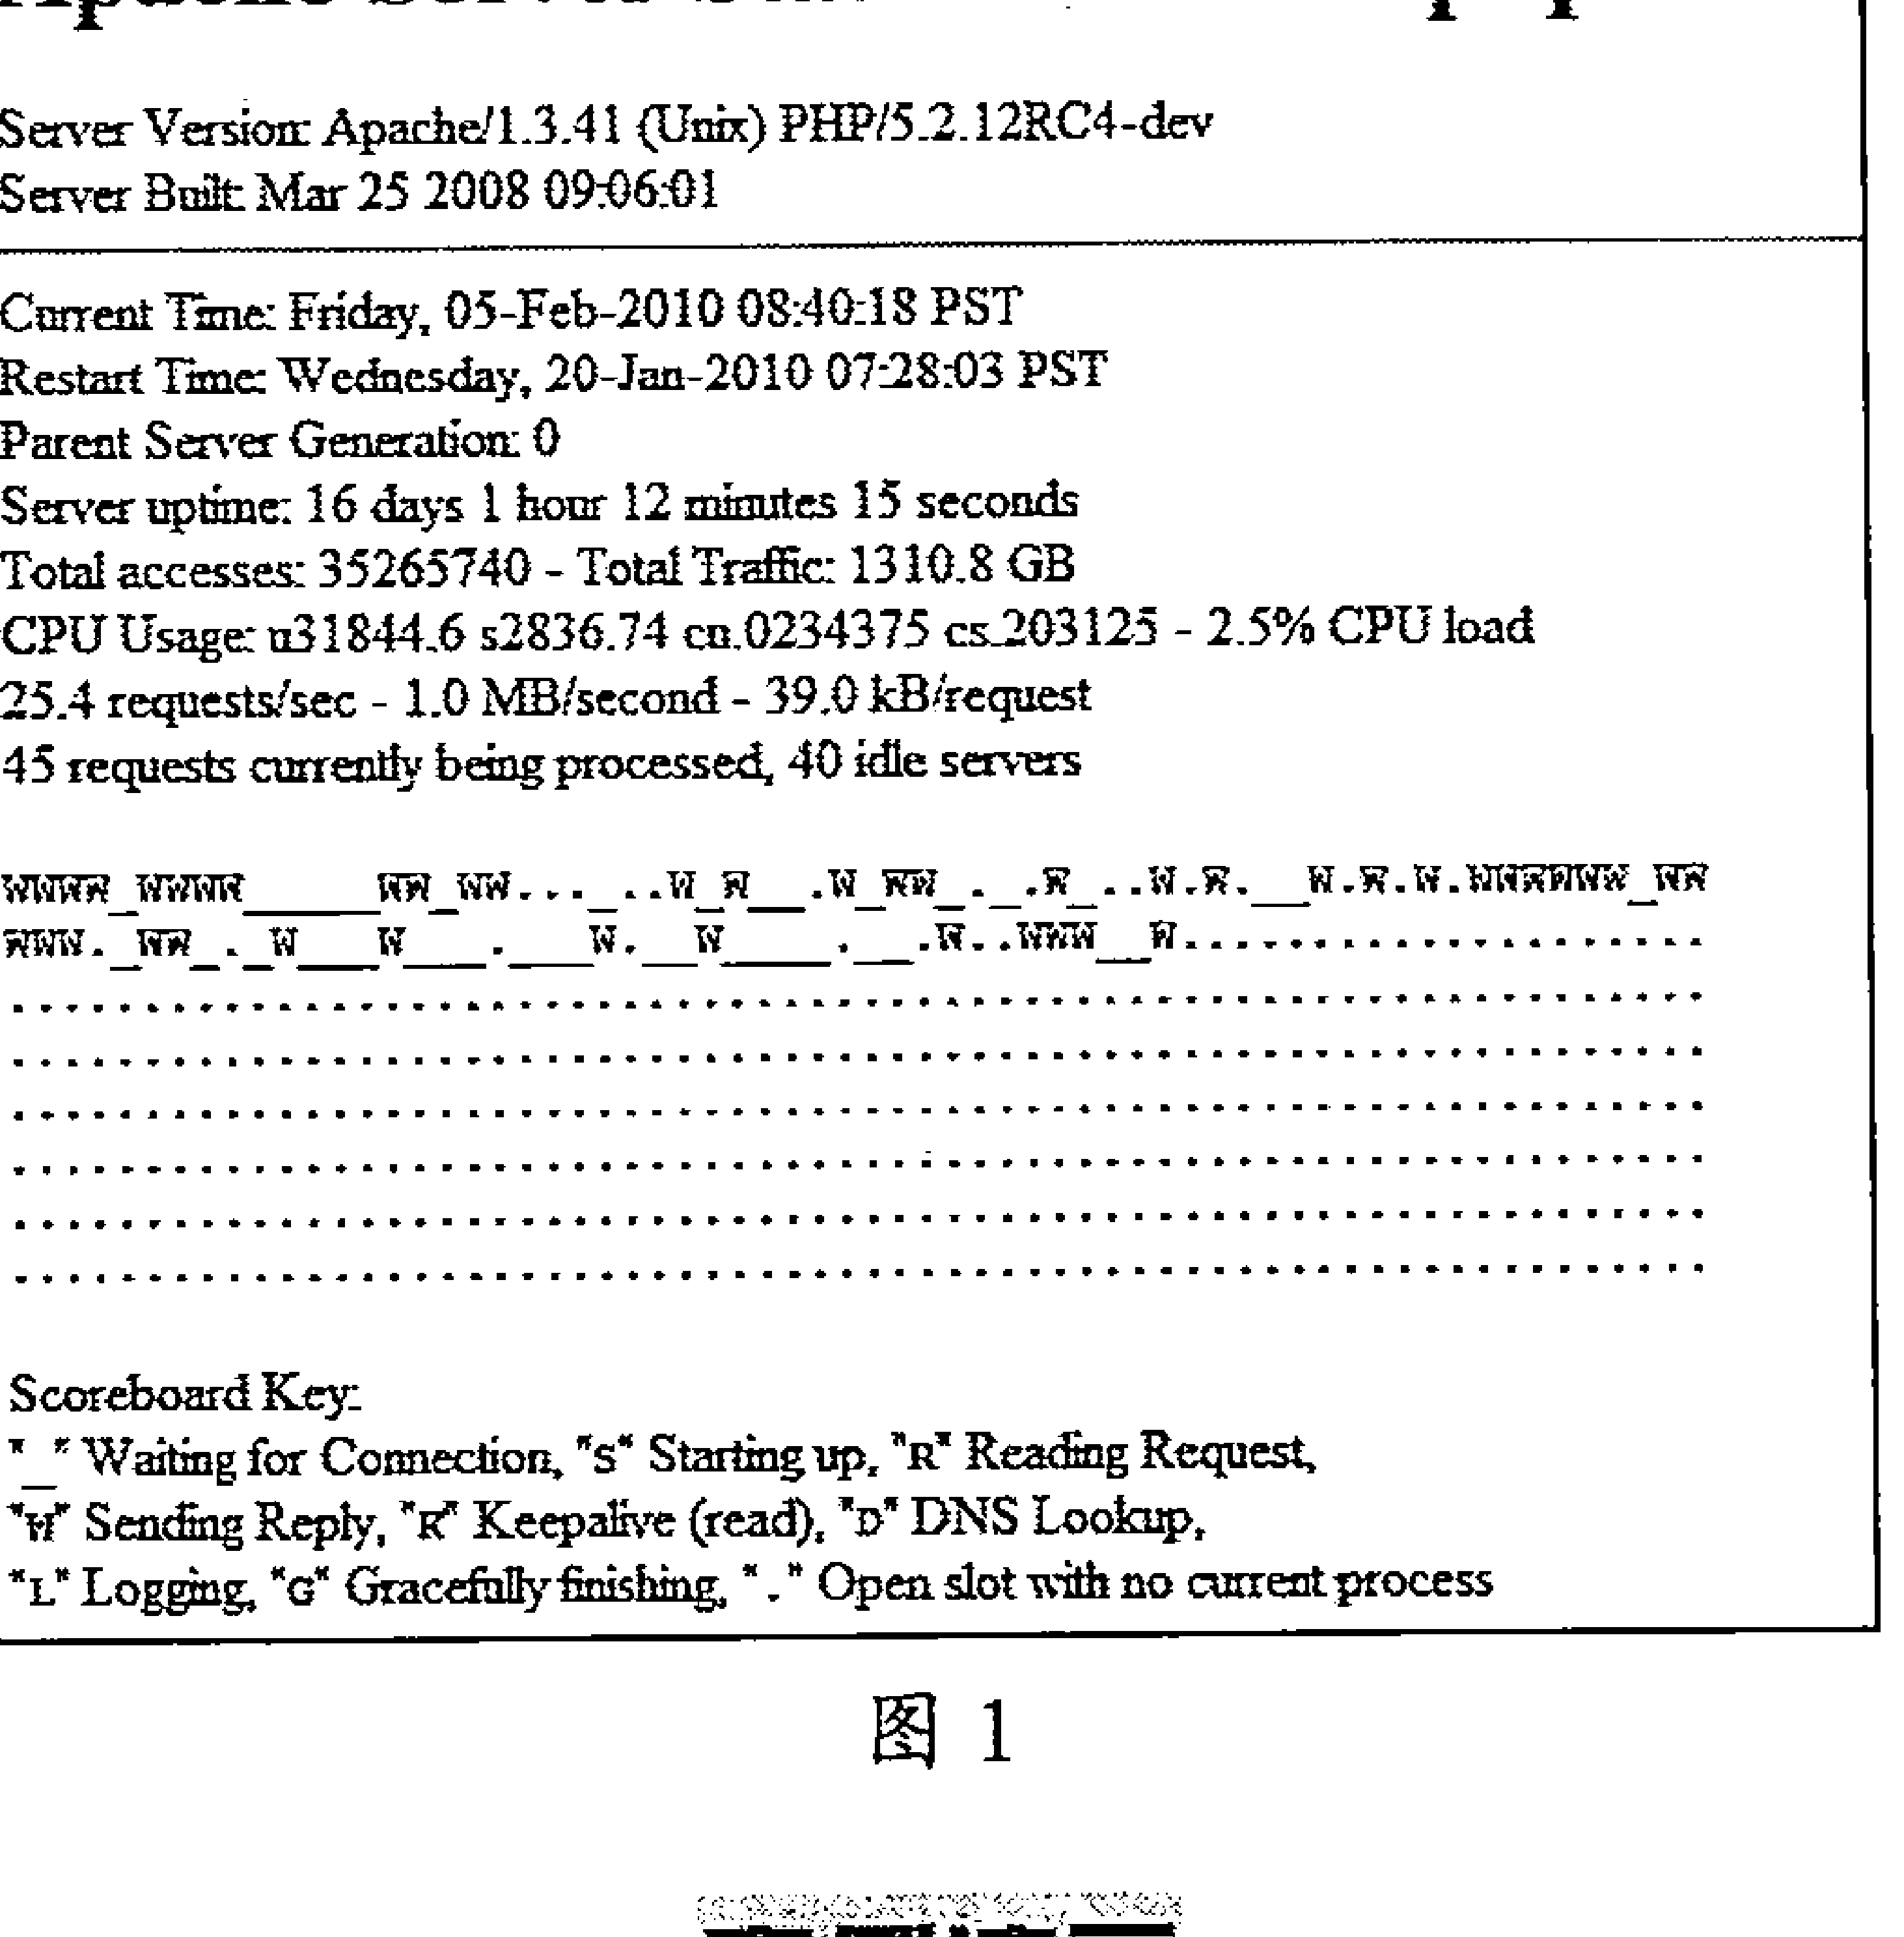 Server Version: Apache/1.3.41 (Unix) PHP/5.2.12RC4-dev
Server Built: Mar 25 2008 09:06:01
Current Time: Friday, 05-Feb-2010 08:40:18 PST
Restart Time: Wednesday, 20-Jan-2010 07:28:03 PST
Parent Server Generation: 0
Server uptime: 16 days 1 hour 12 minutes 15 seconds
Total accesses: 35265740 - Total Traffic: 1310.8 GB
CPU Usage: u31844.6 s2836.74 cu.0234375 cs.203125 - 2.5% CPU load
25.4 requests/sec - 1.0 MB/second - 39.0 kB/request
45 requests currently being processed, 40 idle servers
Scoreboard Key:
"_" Waiting for Connection, "S" Starting up, "R" Reading Request,
"W" Sending Reply, "K" Keepalive (read), "D" DNS Lookup,
"L" Logging, "G" Gracefully finishing, "." Open slot with no current process
图 1